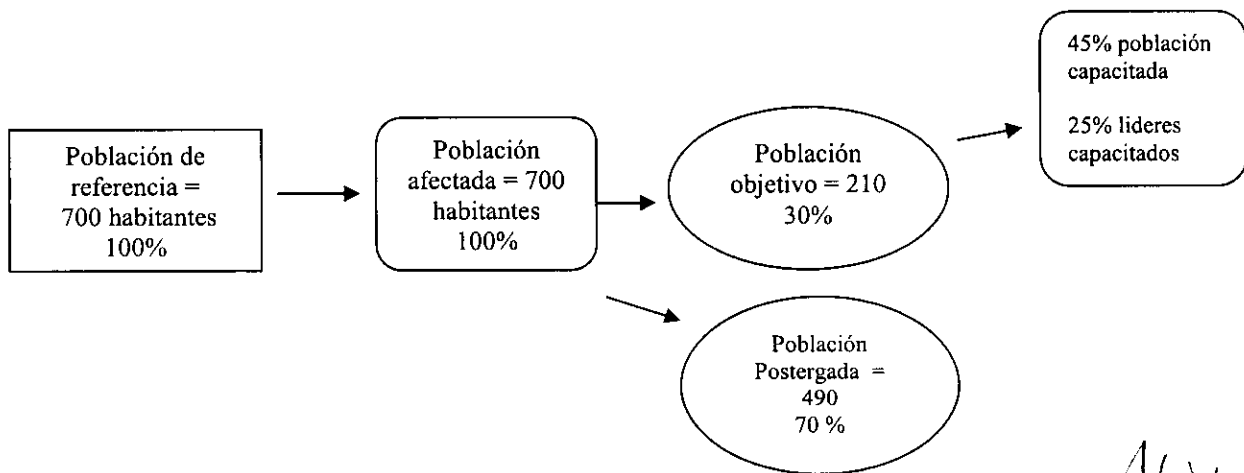 Población de
referencia =
700 habitantes
100%
Población
afectada = 700
habitantes
100%
Población
objetivo = 210
30%
45% población
capacitada
25% lideres
capacitados
Población
Postergada =
490
70 %